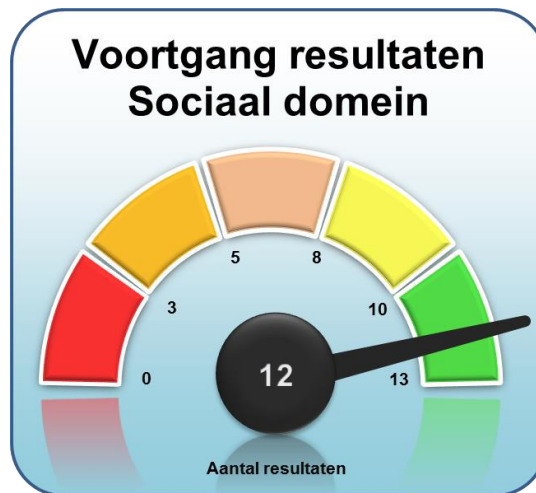 Voortgang resultaten
Sociaal domein
5
8
3
10
0
12
13
Aantal resultaten